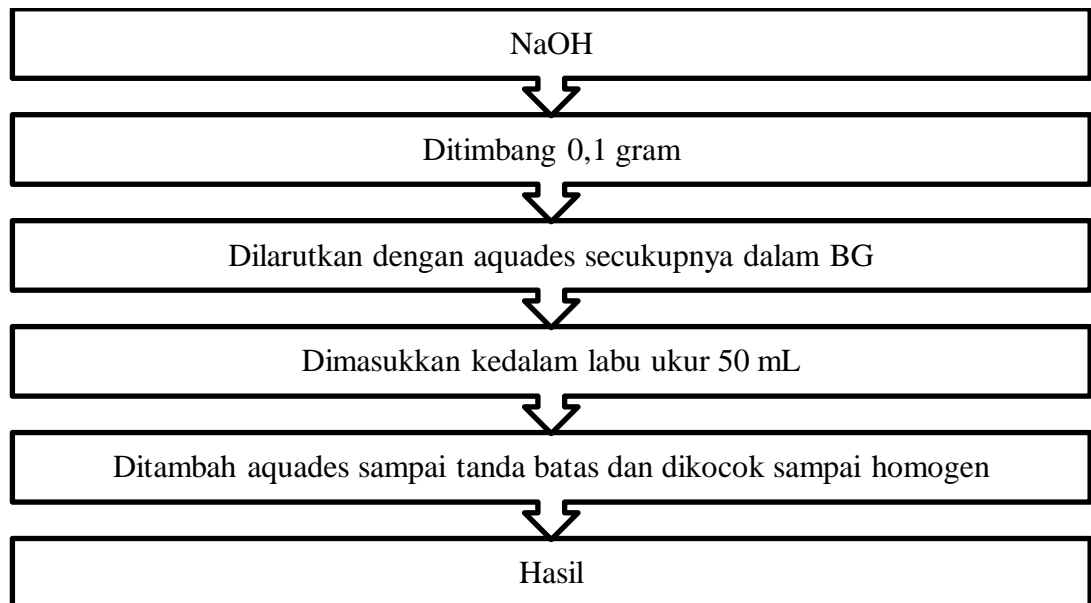 NaOH
Ditimbang 0,1 gram
Dilarutkan dengan aquades secukupnya dalam BG
Dimasukkan kedalam labu ukur 50 mL
Ditambah aquades sampai tanda batas dan dikocok sampai homogen
Hasil